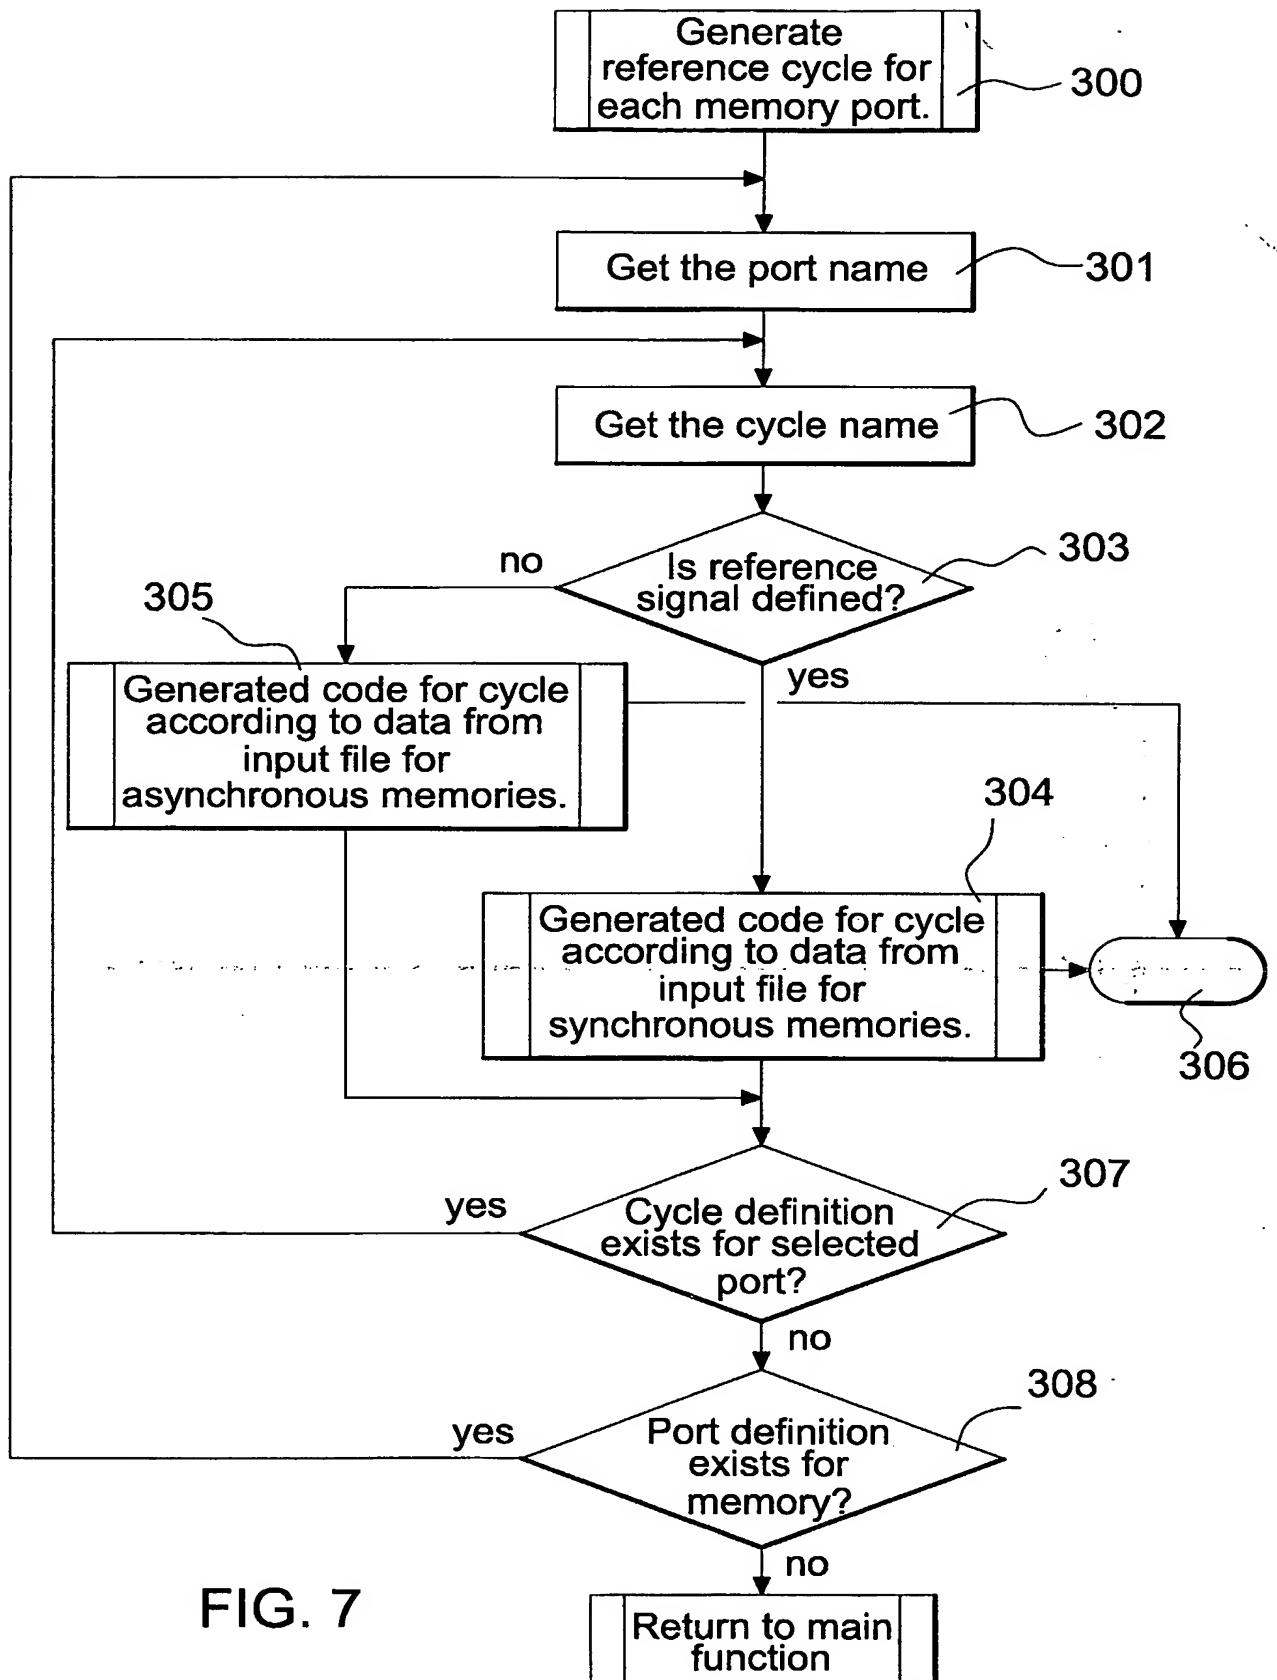 Generate
reference cycle for
each memory port.
300
Get the port name
301
Get the cycle name
302
Is reference
signal defined?
303
no
yes
305
Generated code for cycle
according to data from
input file for
asynchronous memories.
304
Generated code for cycle
according to data from
input file for
synchronous memories.
306
307
Cycle definition
exists for selected
port?
yes
no
308
Port definition
exists for
memory?
yes
no
Return to main
function
FIG. 7